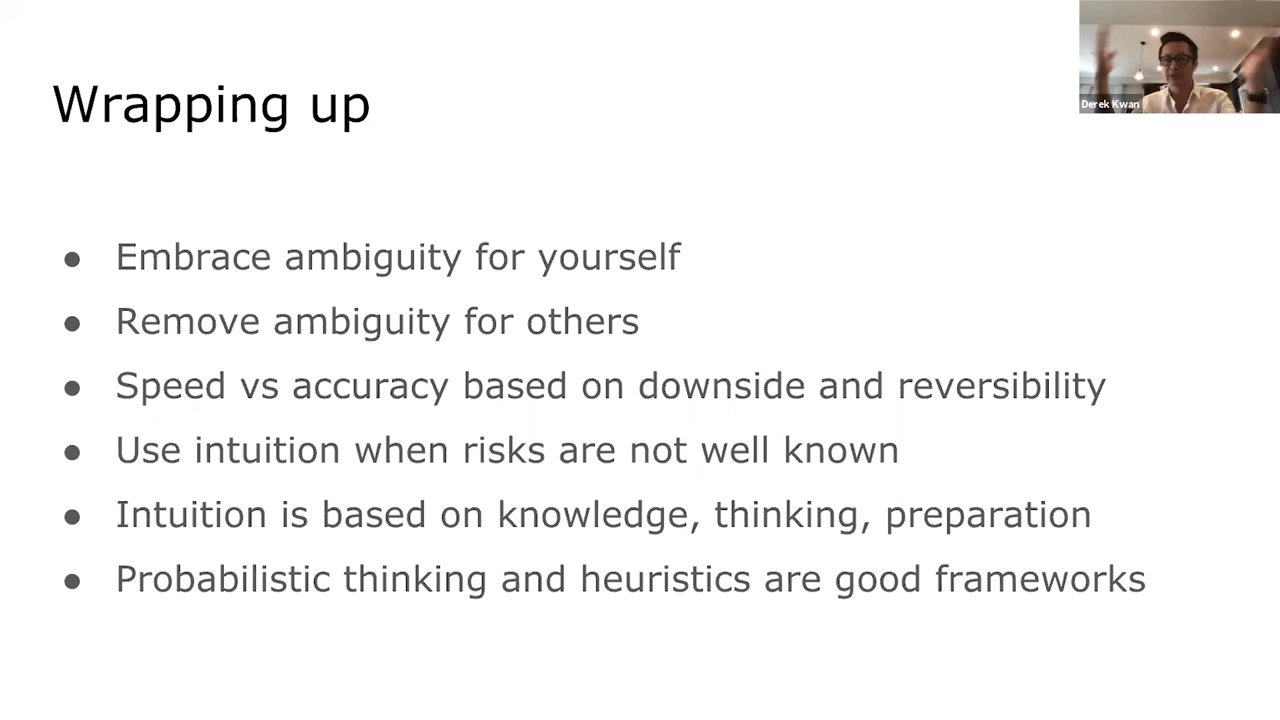 Wrapping up
Derek Kwan
● Embrace ambiguity for yourself
● Remove ambiguity for others
● Speed vs accuracy based on downside and reversibility
● Use intuition when risks are not well known
● Intuition is based on knowledge, thinking, preparation
● Probabilistic thinking and heuristics are good frameworks